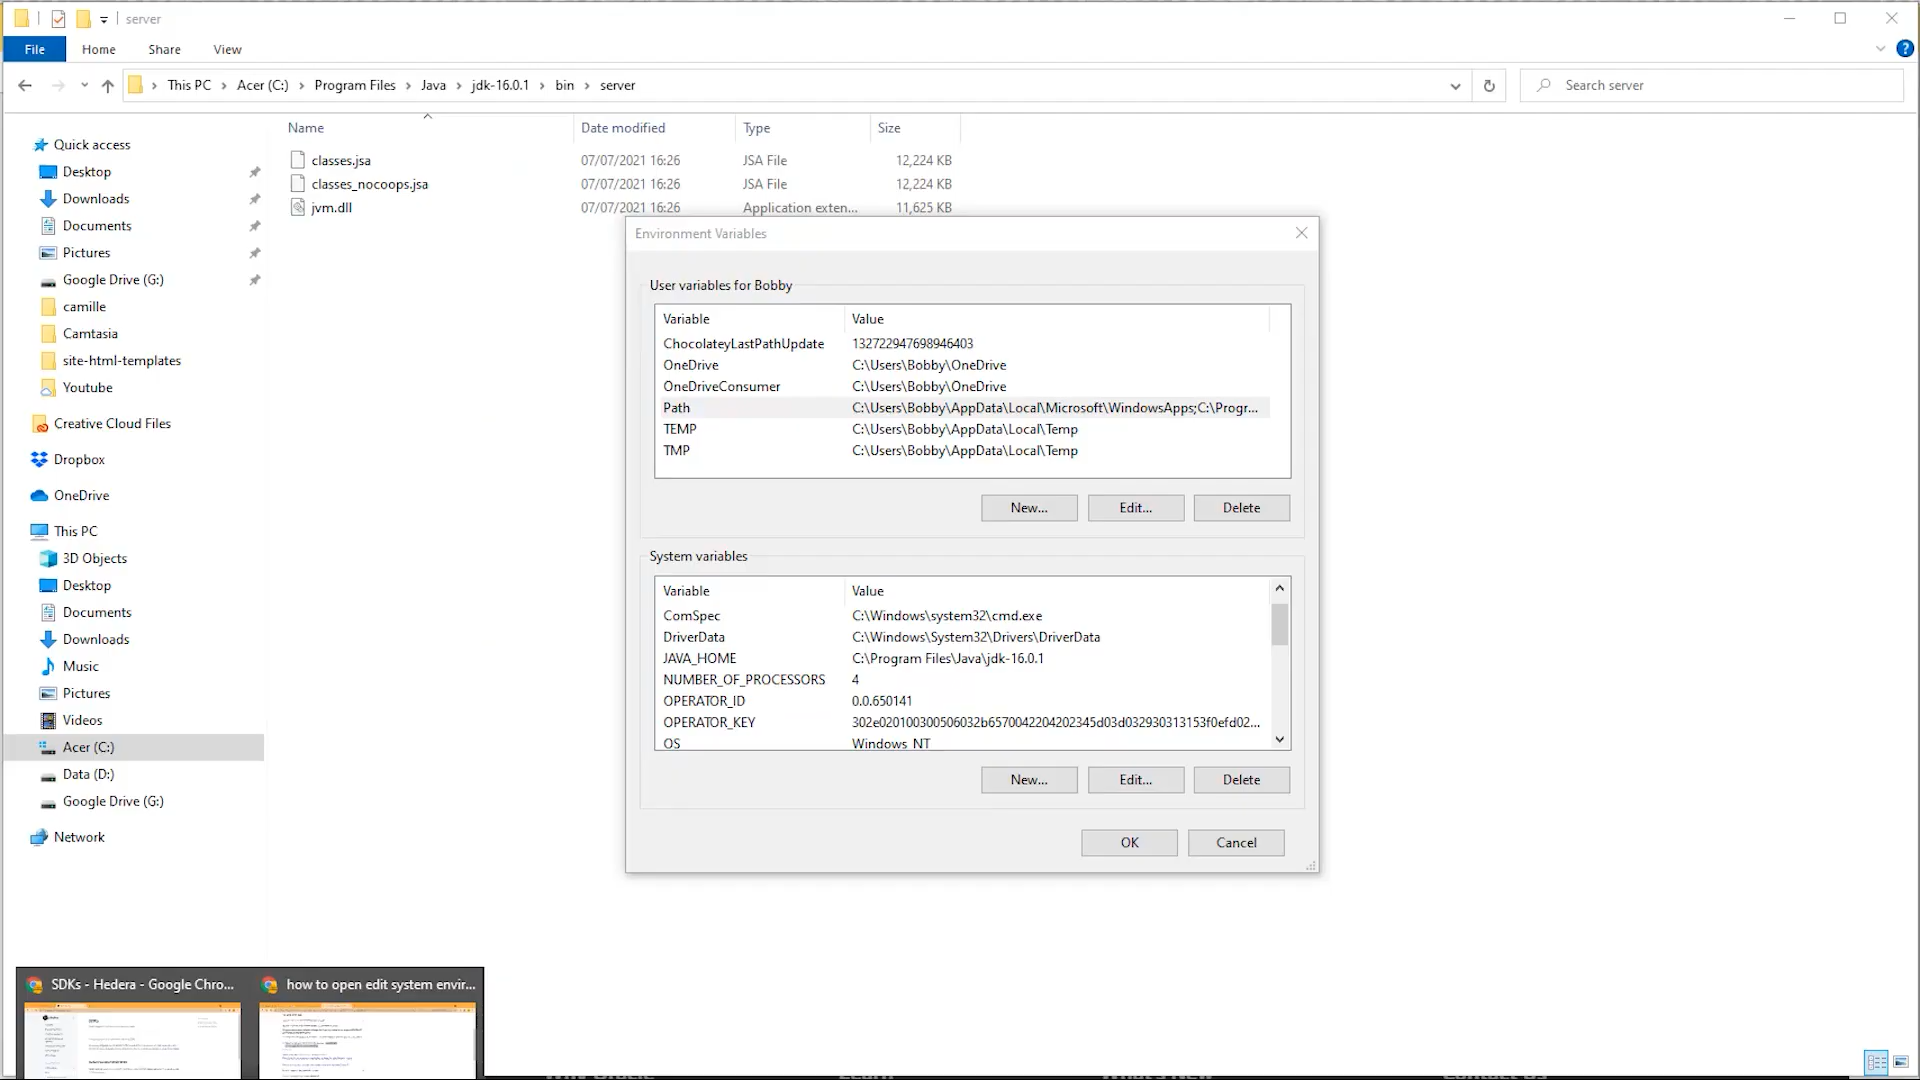 server
File Home Share View
This PC Acer (C:) Program Files Java jdk-16.0.1 bin server
Search server
Name Date modified Type Size
classes.jsa 07/07/2021 16:26 JSA File 12,224 KB
classes_nocoops.jsa 07/07/2021 16:26 JSA File 12,224 KB
jvm.dll 07/07/2021 16:26 Application exten... 11,625 KB
Quick access
Desktop
Downloads
Documents
Pictures
Google Drive (G:)
camille
Camtasia
site-html-templates
Youtube
Creative Cloud Files
Dropbox
OneDrive
This PC
3D Objects
Desktop
Documents
Downloads
Music
Pictures
Videos
Acer (C:)
Data (D:)
Google Drive (G:)
Network
Environment Variables
User variables for Bobby
Variable Value
ChocolateyLastPathUpdate 132722947698946403
OneDrive C:\Users\Bobby\OneDrive
OneDriveConsumer C:\Users\Bobby\OneDrive
Path C:\Users\Bobby\AppData\Local\Microsoft\WindowsApps;C:\Progr...
TEMP C:\Users\Bobby\AppData\Local\Temp
TMP C:\Users\Bobby\AppData\Local\Temp
New... Edit... Delete
System variables
Variable Value
ComSpec C:\Windows\system32\cmd.exe
DriverData C:\Windows\System32\Drivers\DriverData
JAVA_HOME C:\Program Files\Java\jdk-16.0.1
NUMBER_OF_PROCESSORS 4
OPERATOR_ID 0.0.650141
OPERATOR_KEY 302e020100300506032b6570042204202345d03d032930313153f0efd02...
OS Windows_NT
New... Edit... Delete
OK Cancel
SDKs - Hedera - Google Chro...
how to open edit system envir...